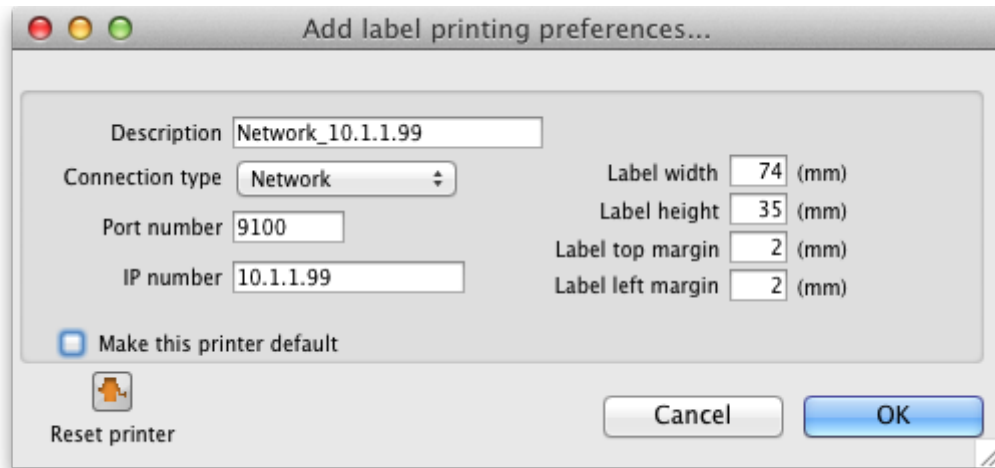 Add label printing preferences...
Description Network_10.1.1.99
Connection type Network
Port number 9100
IP number 10.1.1.99
Label width 74 (mm)
Label height 35 (mm)
Label top margin 2 (mm)
Label left margin 2 (mm)
Make this printer default
Reset printer
Cancel OK